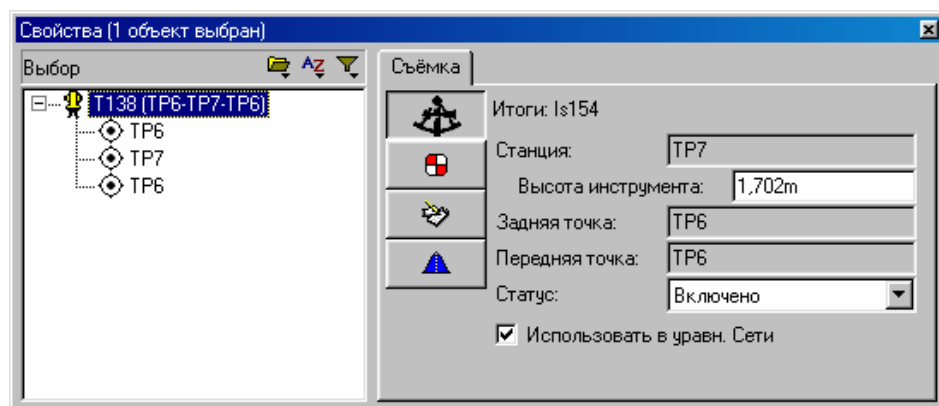 Свойства (1 объект выбран)
Выбор
T138 (TP6-TP7-TP6)
TP6
TP7
TP6
Съёмка
Итоги: Is154
Станция: TP7
Высота инструмента: 1,702m
Задняя точка: TP6
Передняя точка: TP6
Статус: Включено
Использовать в уравн. Сети